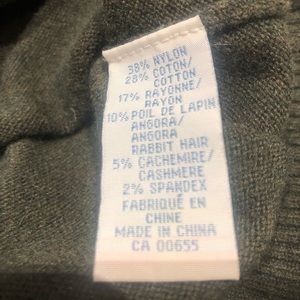 38% NYLON
28% COTON/
COTTON
17% RAYONNE/
RAYON
10% POIL DE LAPIN
ANGORA/
ANGORA
RABBIT HAIR
5% CACHEMIRE/
CASHMERE
2% SPANDEX
FABRIQUÉ EN
CHINE
MADE IN CHINA
CA 00655